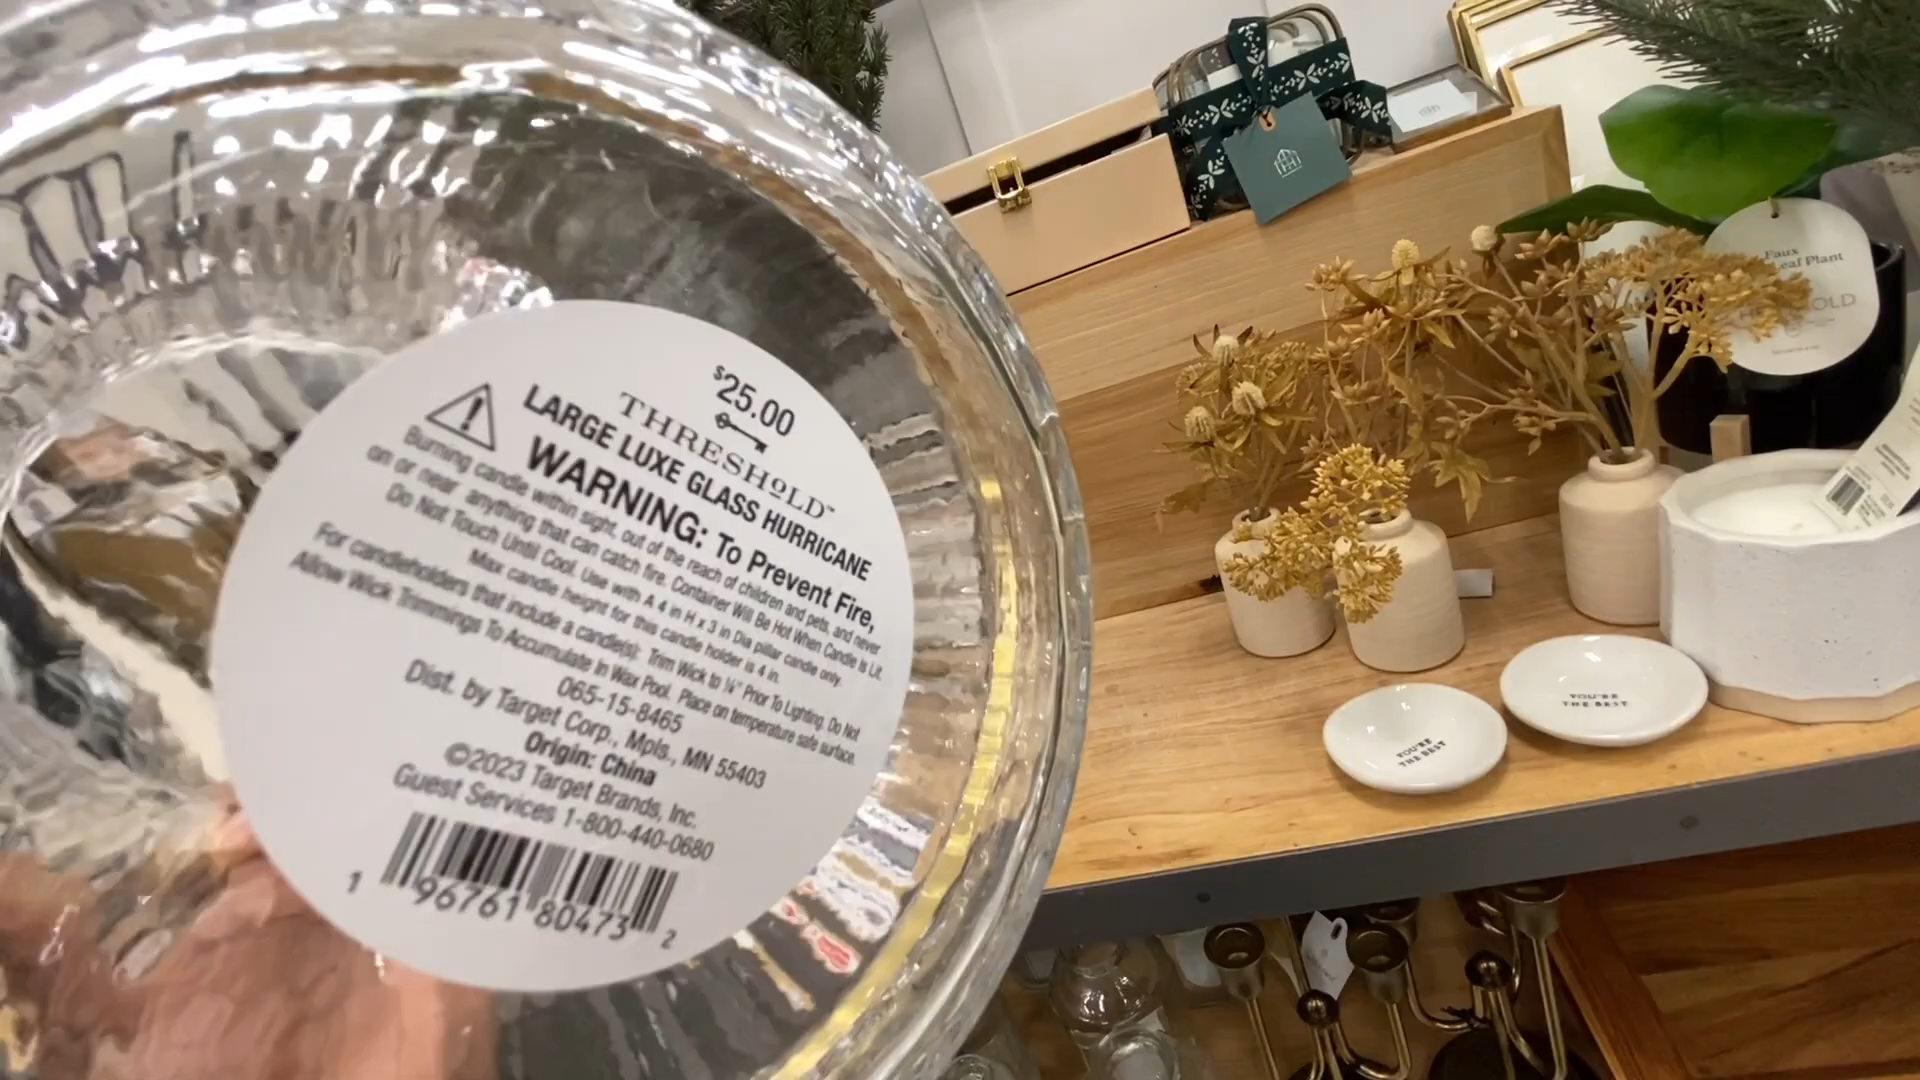 $25.00
THRESHOLD™
LARGE LUXE GLASS HURRICANE
WARNING: To Prevent Fire,
Burning candle within sight, out of the reach of children and pets, and never
on or near anything that can catch fire. Container Will Be Hot When Candle Is Lit.
Do Not Touch Until Cool. Use with A 4 in H x 3 in Dia pillar candle only.
Max candle height for this candle holder is 4 in.
For candleholders that include a candle(s): Trim Wick to ¼" Prior To Lighting. Do Not
Allow Wick Trimmings To Accumulate In Wax Pool. Place on temperature safe surface.
065-15-8465
Dist. by Target Corp., Mpls., MN 55403
Origin: China
©2023 Target Brands, Inc.
Guest Services 1-800-440-0680
1 96761 80473 2
Faux
Leaf Plant
YOU'RE
THE BEST
YOU'RE
THE BEST